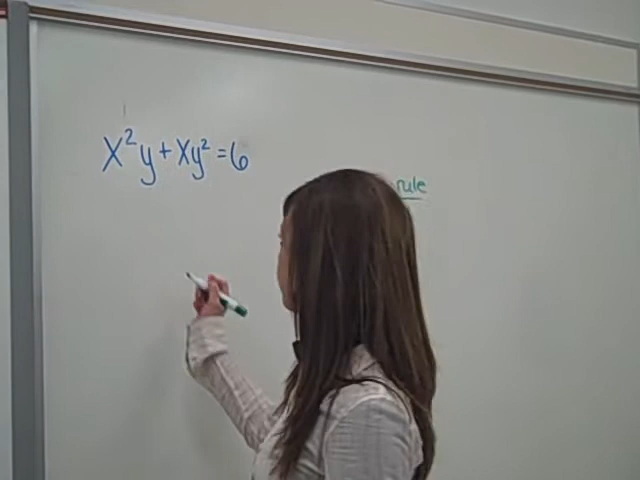 x²y + xy² = 6
rule